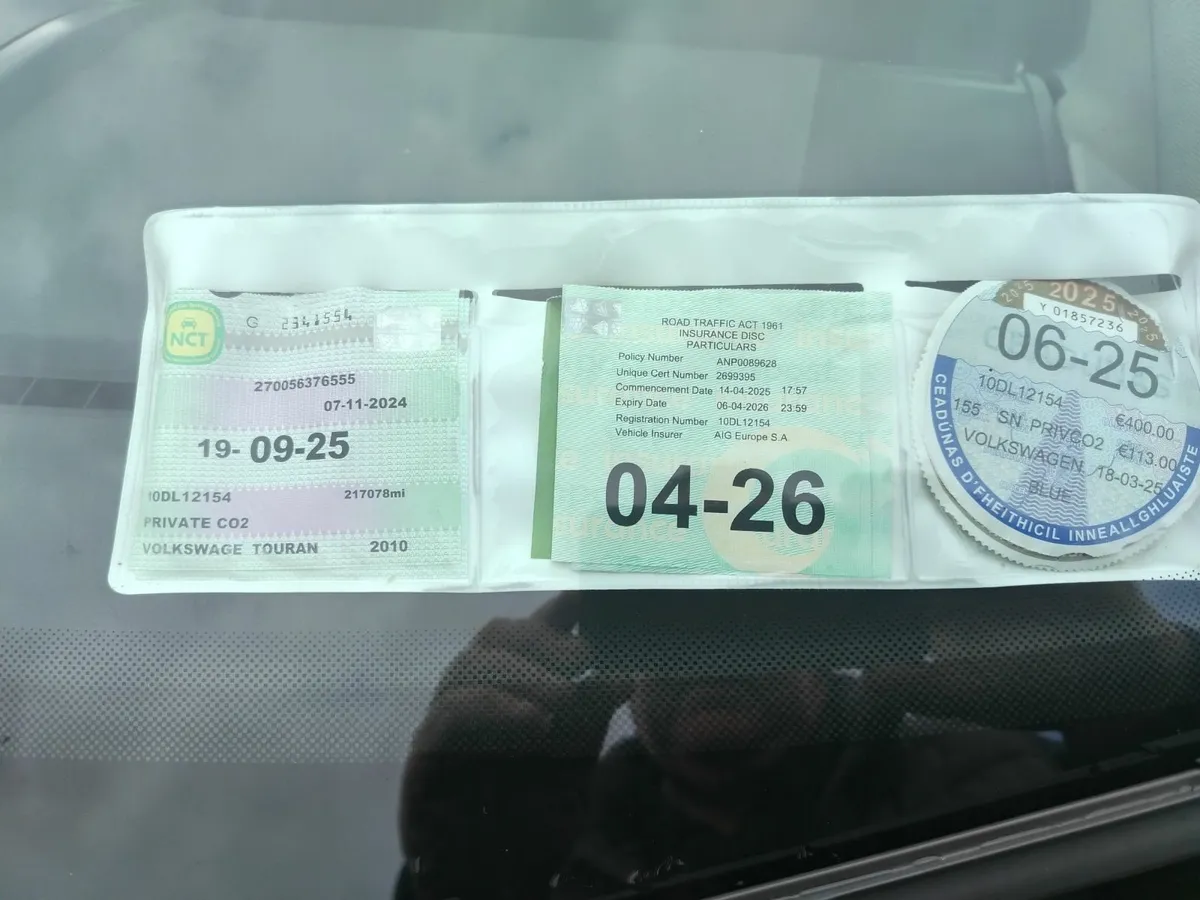 NCT
G 2341554
270056376555
07-11-2024
19- 09-25
10DL12154 217078mi
PRIVATE CO2
VOLKSWAGE TOURAN 2010
ROAD TRAFFIC ACT 1961
INSURANCE DISC
PARTICULARS
Policy Number ANP0089628
Unique Cert Number 2699395
Commencement Date 14-04-2025 17:57
Expiry Date 06-04-2026 23:59
Registration Number 10DL12154
Vehicle Insurer AIG Europe S.A.
04-26
2025 2025 2025
Y 01857236
06-25
10DL12154 €400.00
155 SN PRIVCO2 €113.00
VOLKSWAGEN 18-03-25
BLUE
CEADÚNAS D'FHEITHICIL INNEALLGHLUAISTE